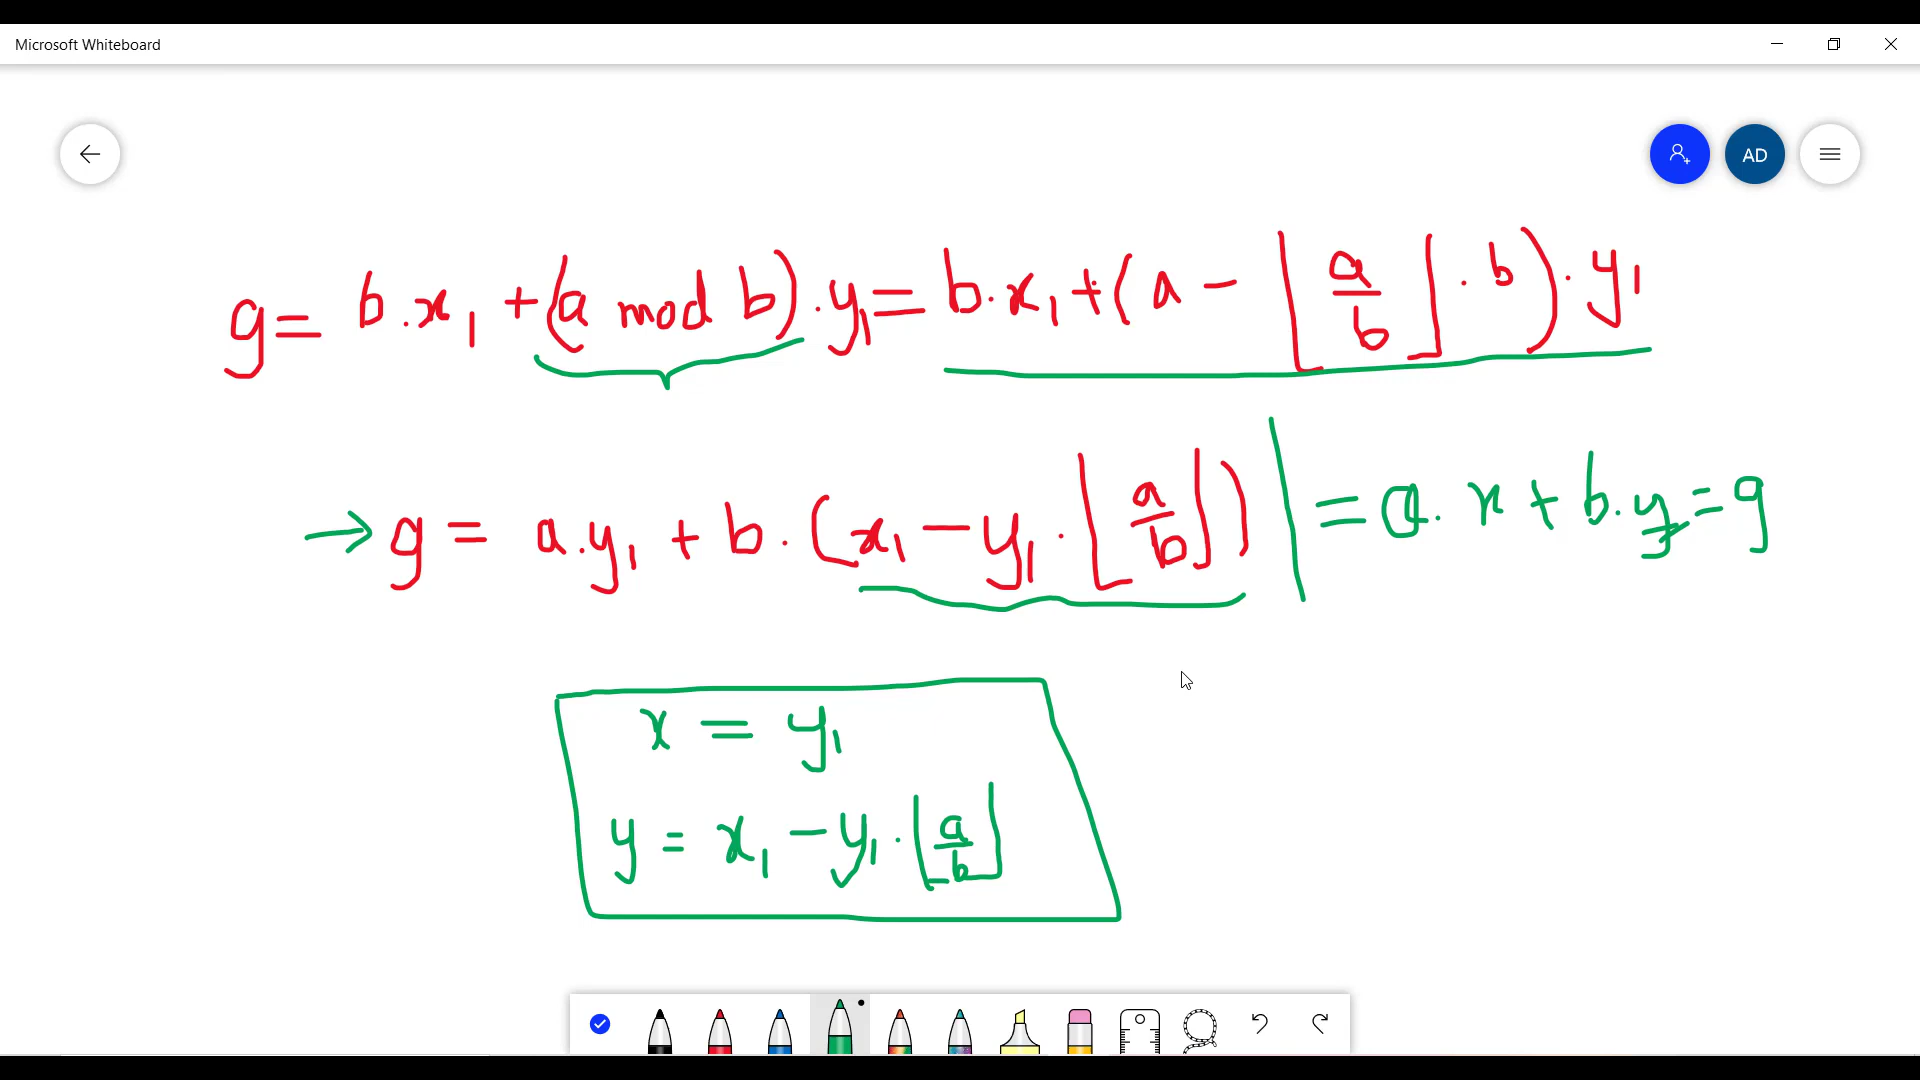 Microsoft Whiteboard
AD
g = b.x₁ + (a mod b).y₁ = b.x₁ + (a - ⌊a/b⌋.b).y₁
→ g = a.y₁ + b.(x₁ - y₁.⌊a/b⌋) | = a.x + b.y = g
x = y₁
y = x₁ - y₁.⌊a/b⌋